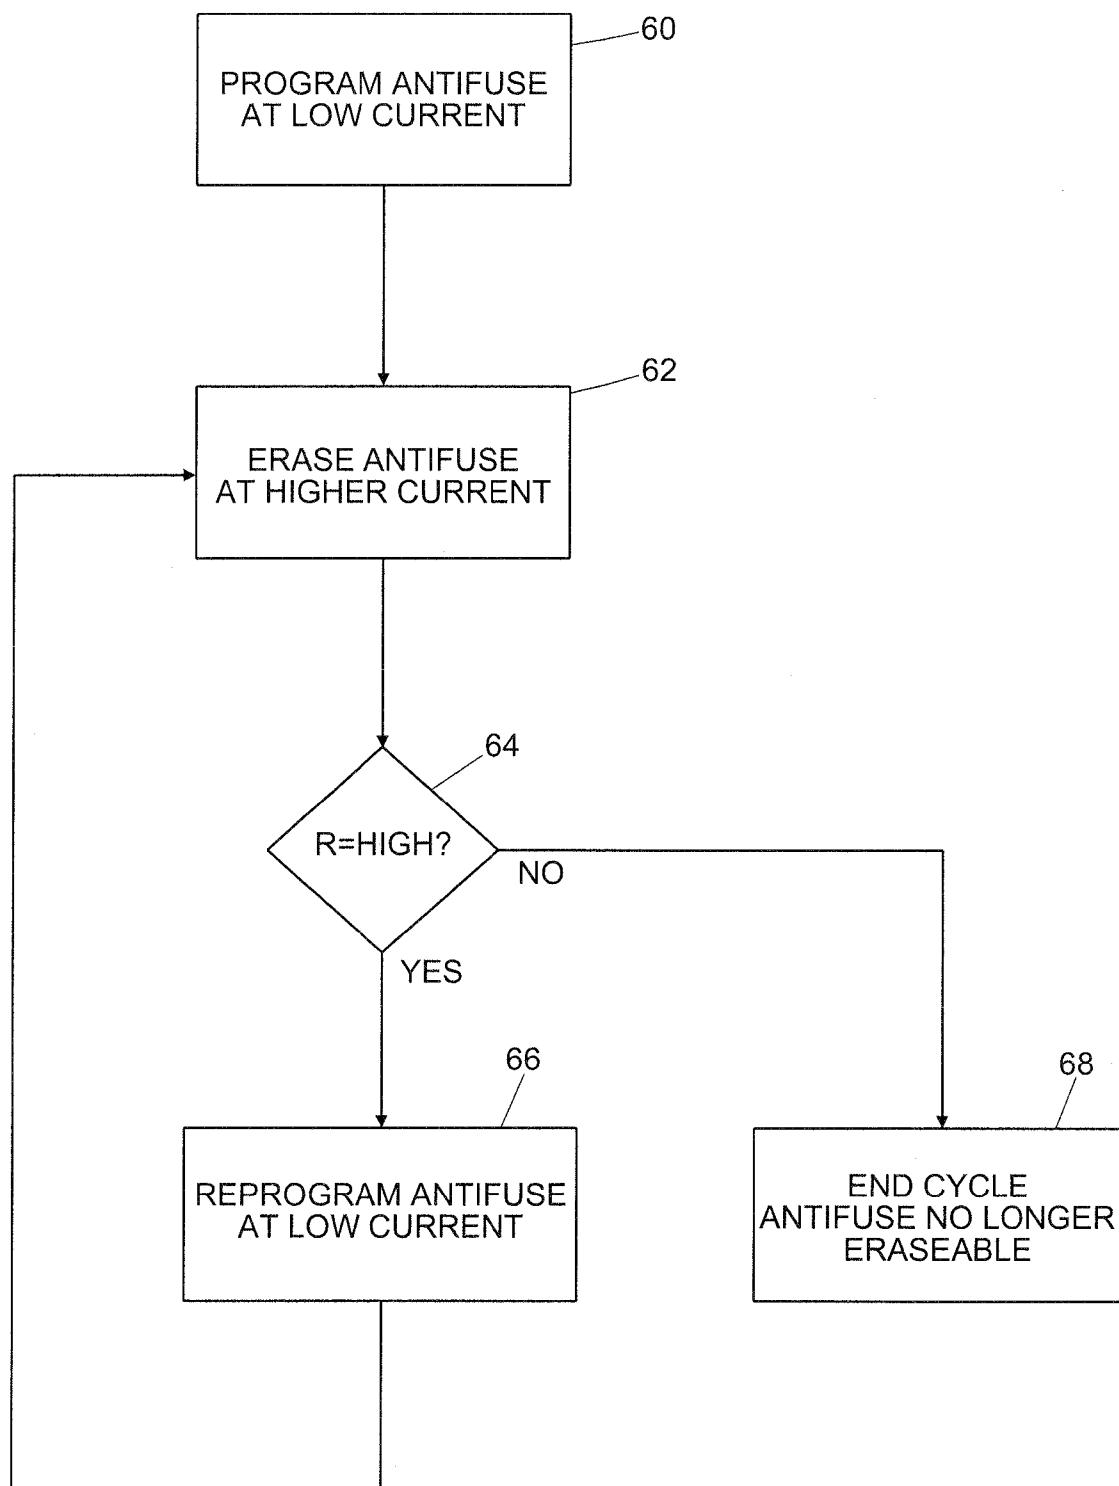 60
PROGRAM ANTIFUSE
AT LOW CURRENT
62
ERASE ANTIFUSE
AT HIGHER CURRENT
64
R=HIGH?
NO
YES
66
68
REPROGRAM ANTIFUSE
AT LOW CURRENT
END CYCLE
ANTIFUSE NO LONGER
ERASEABLE